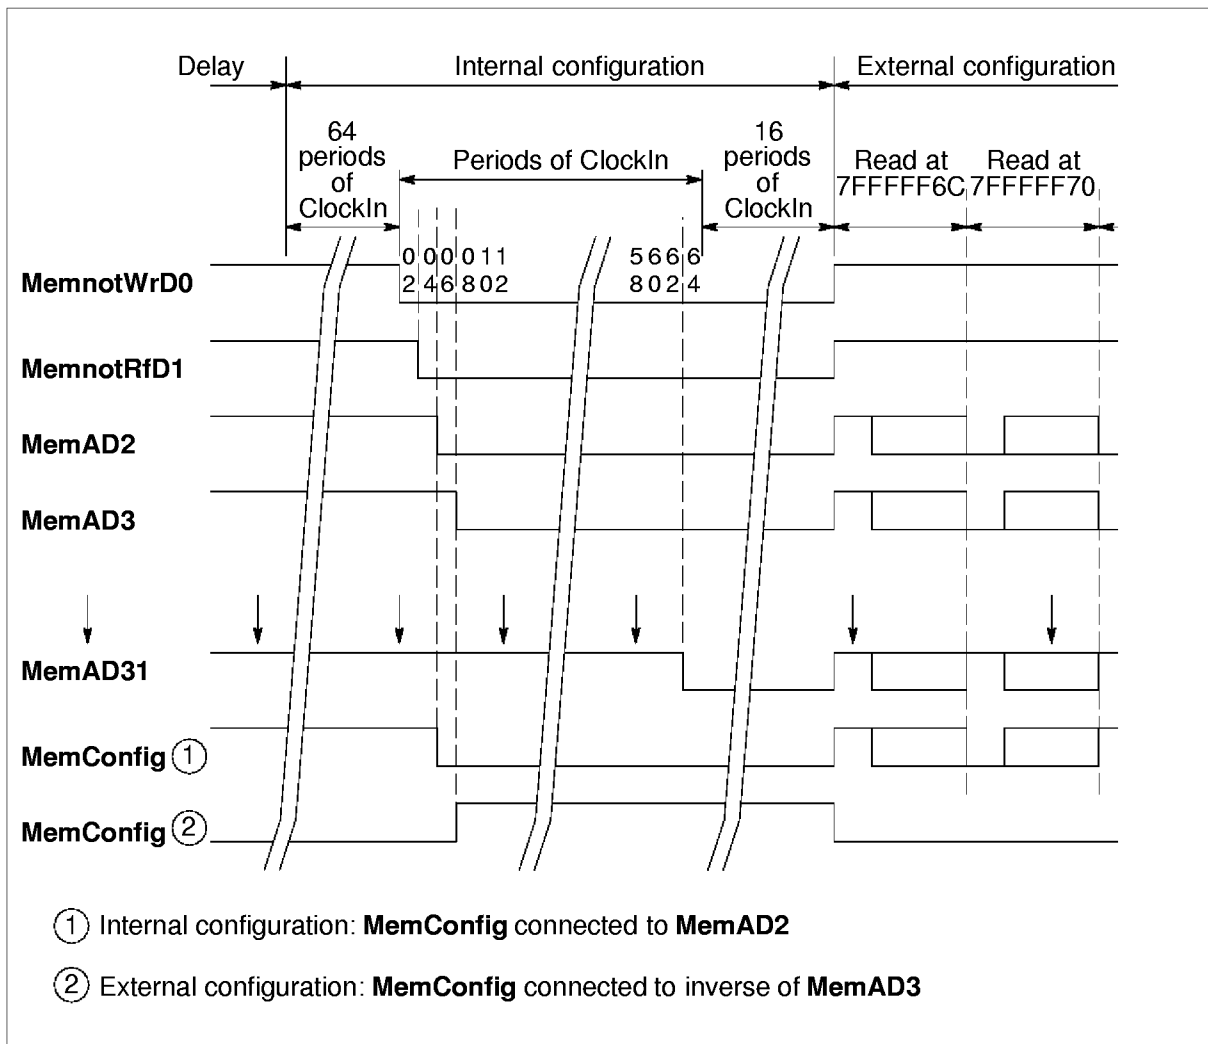 Delay Internal configuration External configuration
64 periods of ClockIn
Periods of ClockIn
16 periods of ClockIn
Read at 7FFFFF6C
Read at 7FFFFF70
0 0 0 0 1 1 5 6 6 6
MemnotWrD0 2 4 6 8 0 2 8 0 2 4
MemnotRfD1
MemAD2
MemAD3
MemAD31
MemConfig 1
MemConfig 2
1 Internal configuration: MemConfig connected to MemAD2
2 External configuration: MemConfig connected to inverse of MemAD3